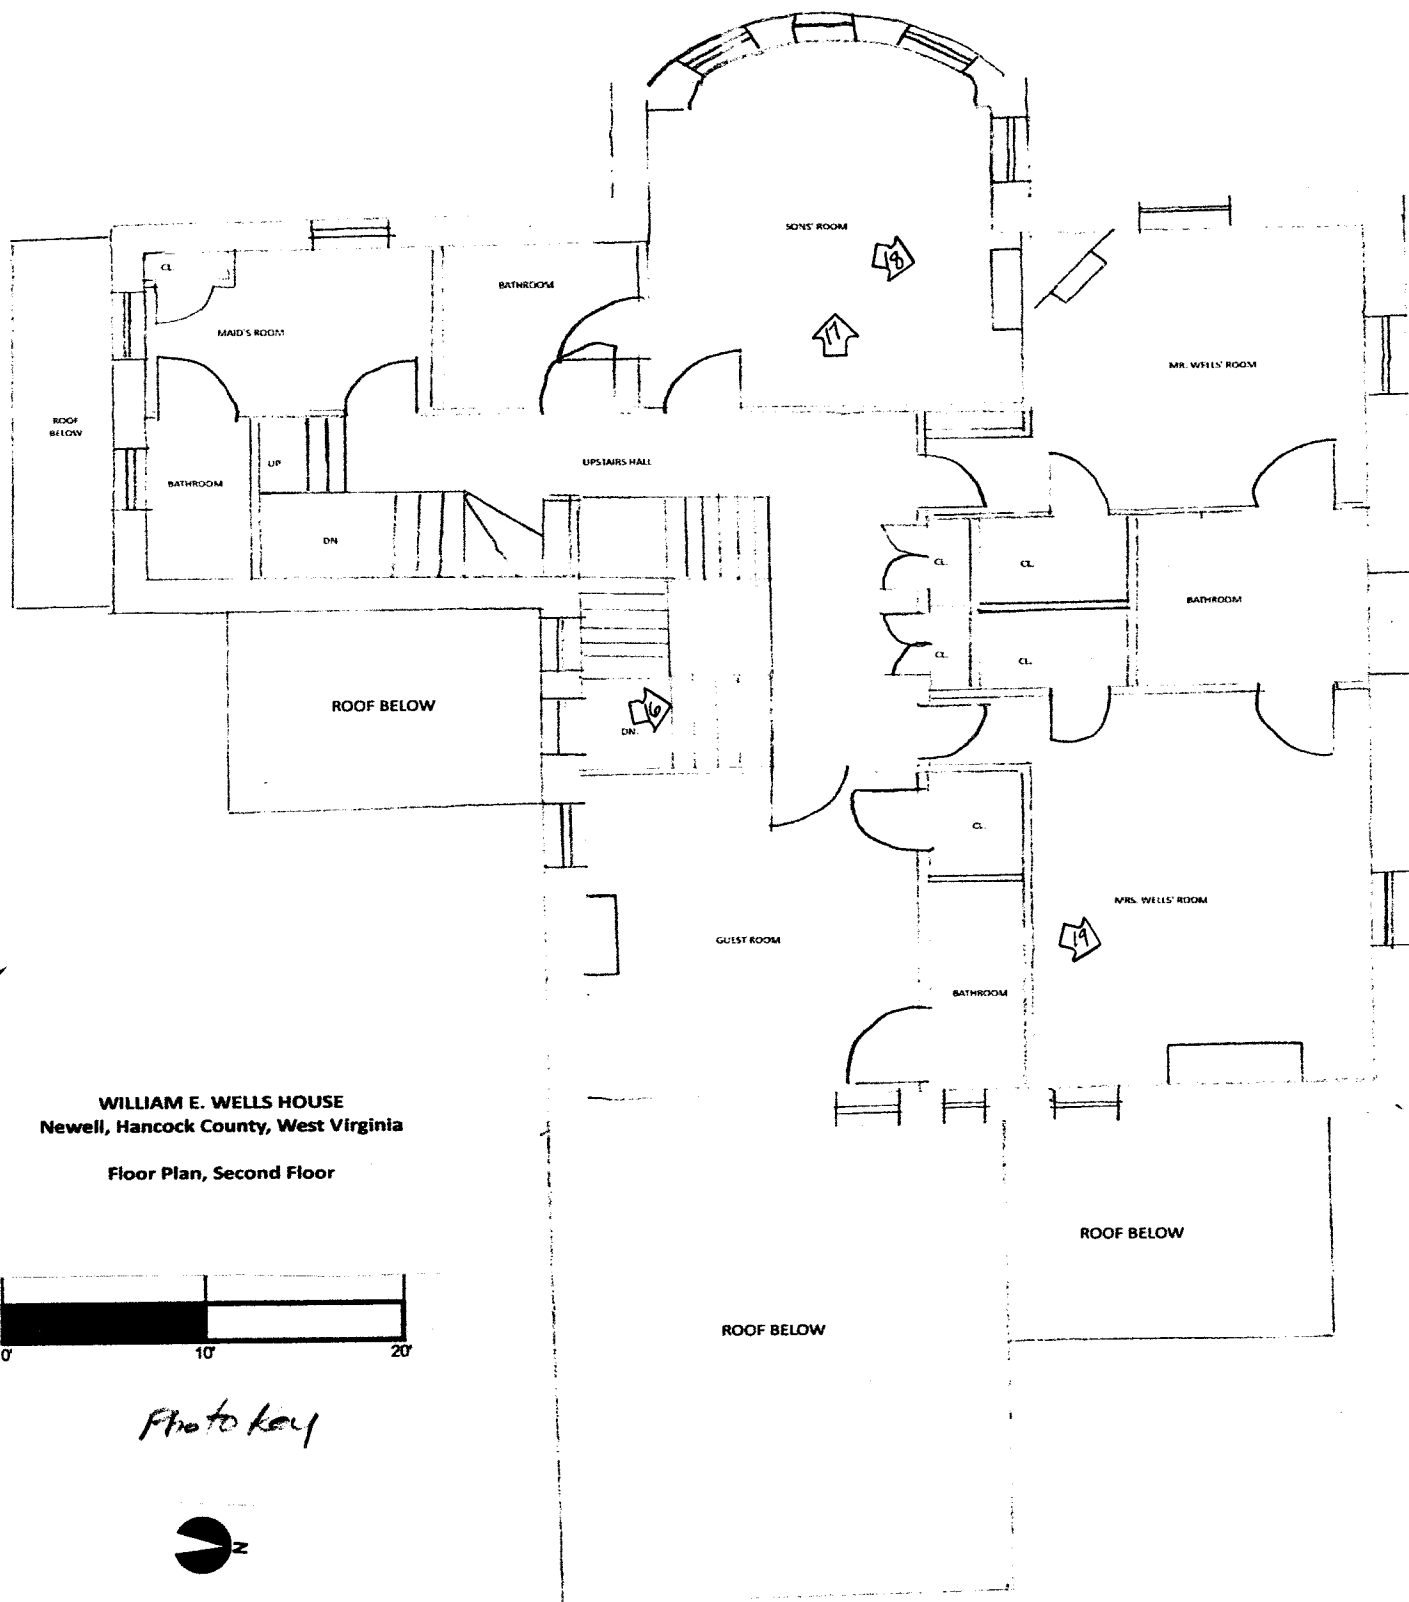 SONS' ROOM
18
CL
BATHROOM
MAID'S ROOM
17
MR. WELLS' ROOM
ROOF
BELOW
UP
UPSTAIRS HALL
BATHROOM
DN
CL.
CL.
BATHROOM
CL.
CL.
ROOF BELOW
16
DN.
CL.
MRS. WELLS' ROOM
GUEST ROOM
19
BATHROOM
WILLIAM E. WELLS HOUSE
Newell, Hancock County, West Virginia
Floor Plan, Second Floor
ROOF BELOW
ROOF BELOW
0' 10' 20'
Photo key
N